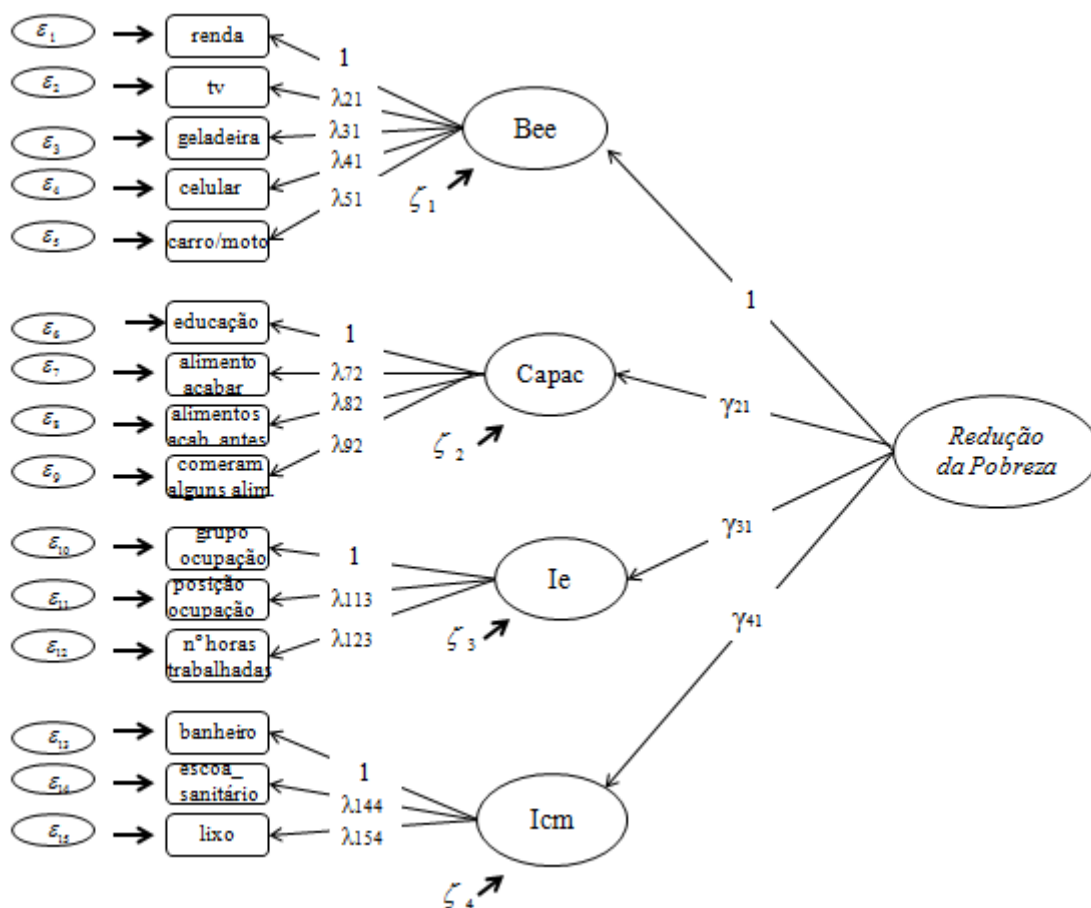 ε1
renda
1
ε2
tv
λ21
Bee
ε3
geladeira
λ31
ε4
celular
λ41
ζ1
ε5
carro/moto
λ51
1
ε6
educação
1
ε7
alimento
acabar
λ72
Capac
γ21
ε8
alimentos
acab antes
λ82
ζ2
ε9
comeram
alguns alim.
λ92
Redução
da Pobreza
γ31
ε10
grupo
ocupação
1
Ie
ε11
posição
ocupação
λ113
ε12
nº horas
trabalhadas
λ123
ζ3
γ41
ε13
banheiro
1
ε14
escoa_
sanitário
λ144
Icm
ε15
lixo
λ154
ζ4